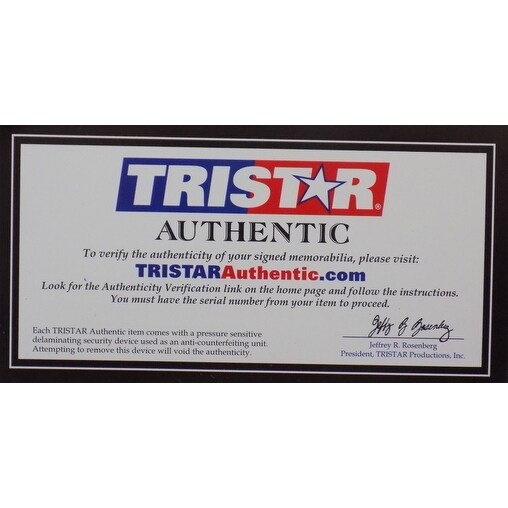 TRISTAR®
AUTHENTIC
To verify the authenticity of your signed memorabilia, please visit:
TRISTARAuthentic.com
Look for the Authenticity Verification link on the home page and follow the instructions.
You must have the serial number from your item to proceed.
Each TRISTAR Authentic item comes with a pressure sensitive
delaminating security device used as an anti-counterfeiting unit.
Attempting to remove this device will void the authenticity.
Jeffrey R. Rosenberg
President, TRISTAR Productions, Inc.